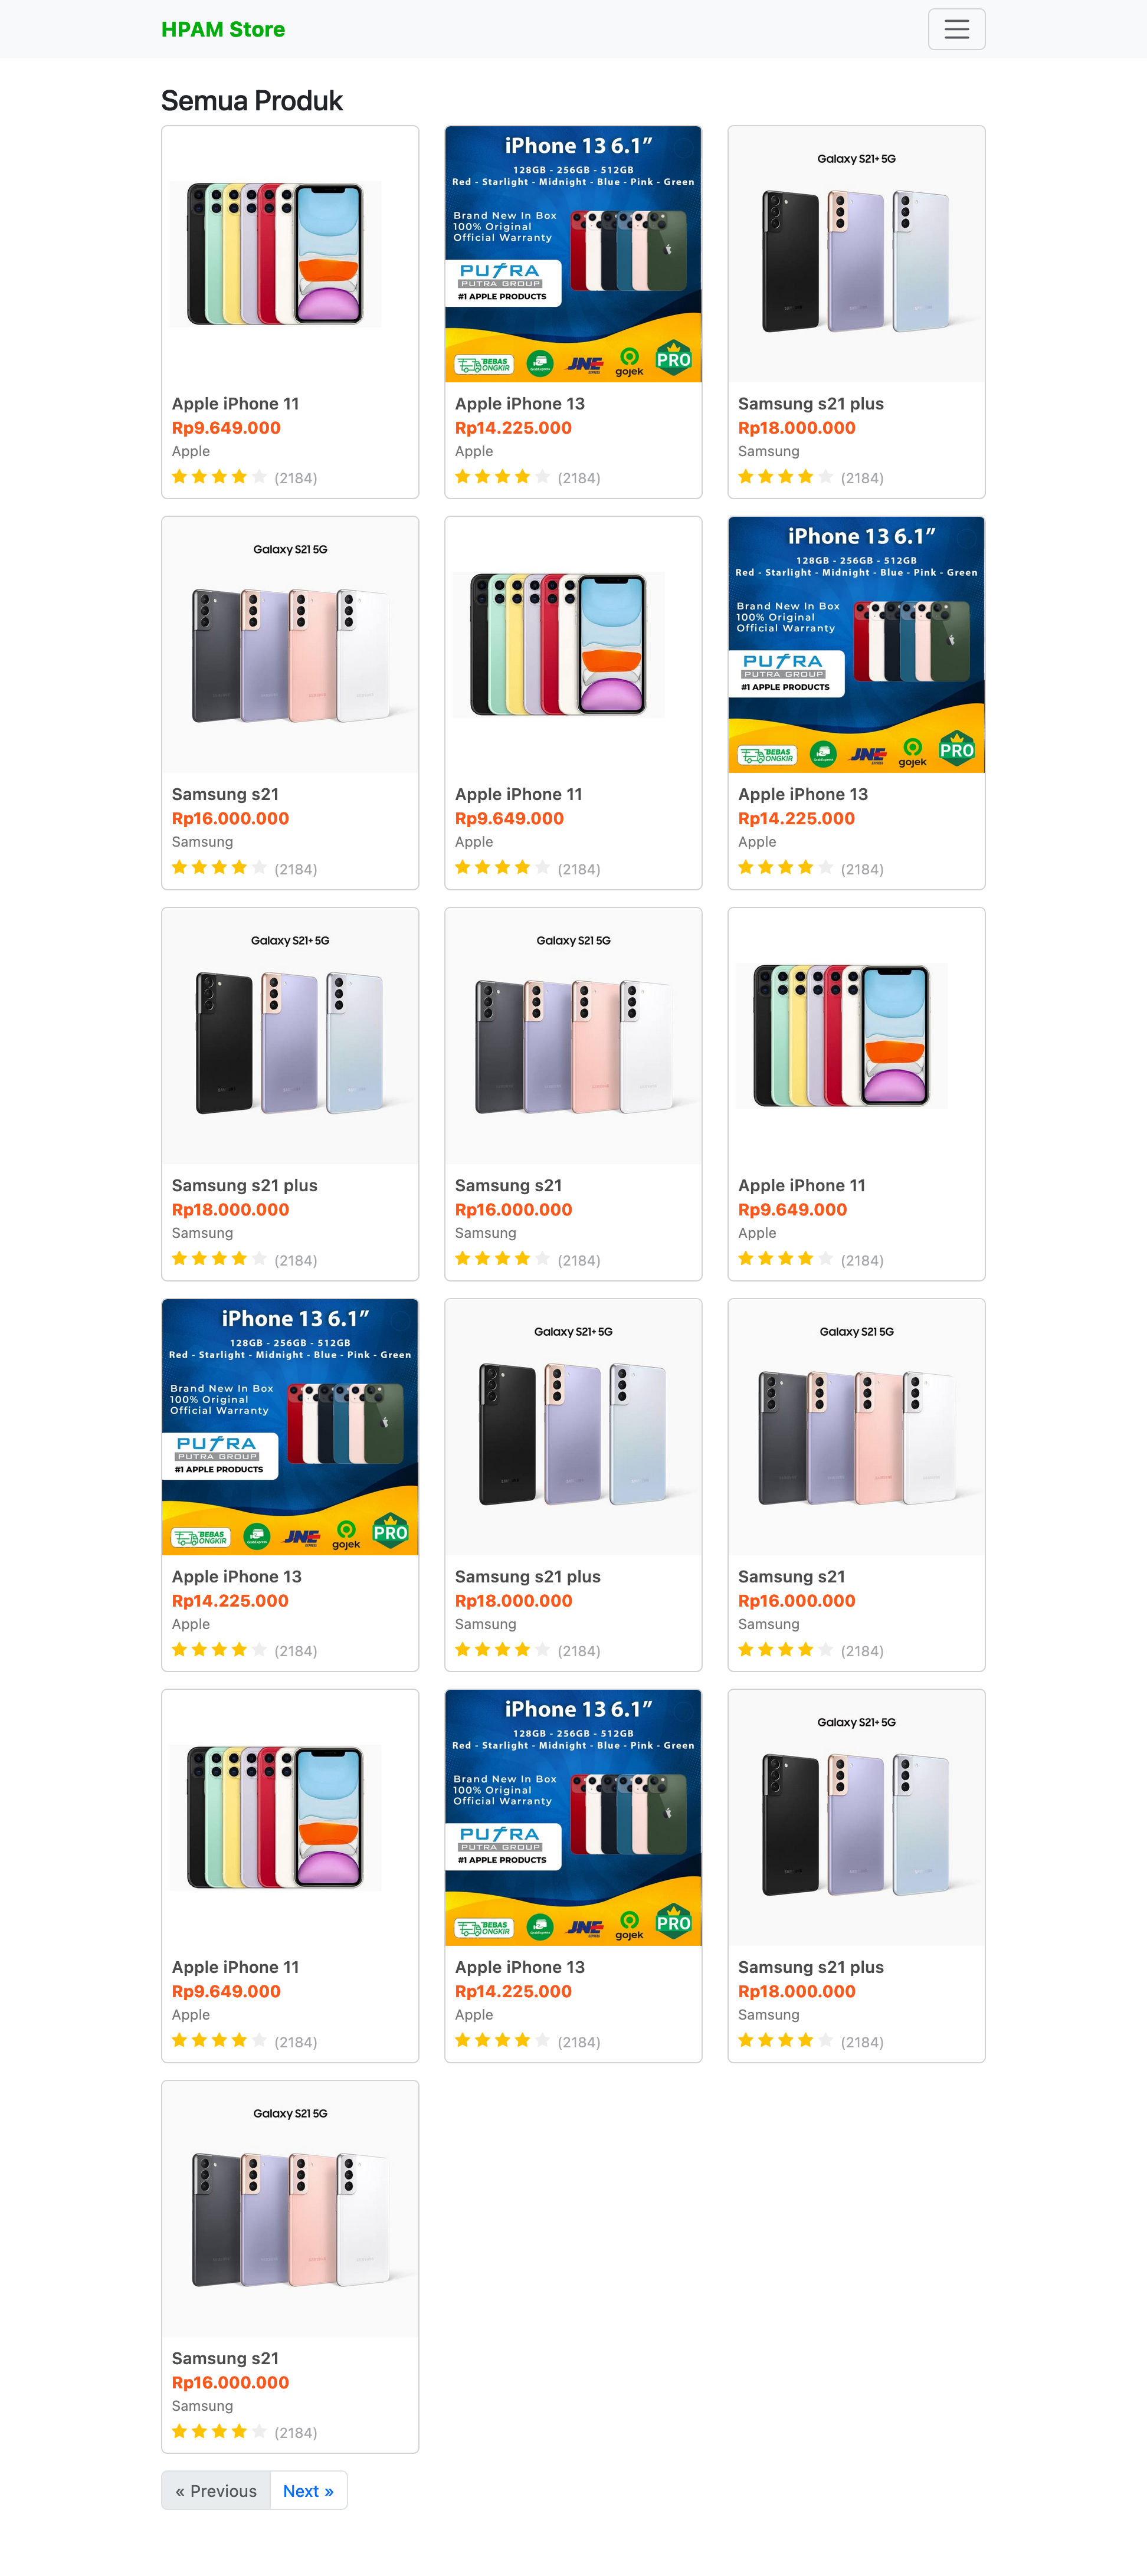 HPAM Store
Semua Produk
iPhone 13 6.1”
128GB - 256GB - 512GB
Red - Starlight - Midnight - Blue - Pink - Green
Brand New In Box
100% Original
Official Warranty
PUTRA
PUTRA GROUP
#1 APPLE PRODUCTS
BEBAS
ONGKIR
JNE
gojek
PRO
Galaxy S21+ 5G
Apple iPhone 11
Rp9.649.000
Apple
(2184)
Apple iPhone 13
Rp14.225.000
Apple
(2184)
Samsung s21 plus
Rp18.000.000
Samsung
(2184)
Galaxy S21 5G
iPhone 13 6.1”
128GB - 256GB - 512GB
Red - Starlight - Midnight - Blue - Pink - Green
Brand New In Box
100% Original
Official Warranty
PUTRA
PUTRA GROUP
#1 APPLE PRODUCTS
BEBAS
ONGKIR
JNE
gojek
PRO
Samsung s21
Rp16.000.000
Samsung
(2184)
Apple iPhone 11
Rp9.649.000
Apple
(2184)
Apple iPhone 13
Rp14.225.000
Apple
(2184)
Galaxy S21+ 5G
Galaxy S21 5G
Samsung s21 plus
Rp18.000.000
Samsung
(2184)
Samsung s21
Rp16.000.000
Samsung
(2184)
Apple iPhone 11
Rp9.649.000
Apple
(2184)
iPhone 13 6.1”
128GB - 256GB - 512GB
Red - Starlight - Midnight - Blue - Pink - Green
Brand New In Box
100% Original
Official Warranty
PUTRA
PUTRA GROUP
#1 APPLE PRODUCTS
BEBAS
ONGKIR
JNE
gojek
PRO
Galaxy S21+ 5G
Galaxy S21 5G
Apple iPhone 13
Rp14.225.000
Apple
(2184)
Samsung s21 plus
Rp18.000.000
Samsung
(2184)
Samsung s21
Rp16.000.000
Samsung
(2184)
iPhone 13 6.1”
128GB - 256GB - 512GB
Red - Starlight - Midnight - Blue - Pink - Green
Brand New In Box
100% Original
Official Warranty
PUTRA
PUTRA GROUP
#1 APPLE PRODUCTS
BEBAS
ONGKIR
JNE
gojek
PRO
Galaxy S21+ 5G
Apple iPhone 11
Rp9.649.000
Apple
(2184)
Apple iPhone 13
Rp14.225.000
Apple
(2184)
Samsung s21 plus
Rp18.000.000
Samsung
(2184)
Galaxy S21 5G
Samsung s21
Rp16.000.000
Samsung
(2184)
« Previous
Next »